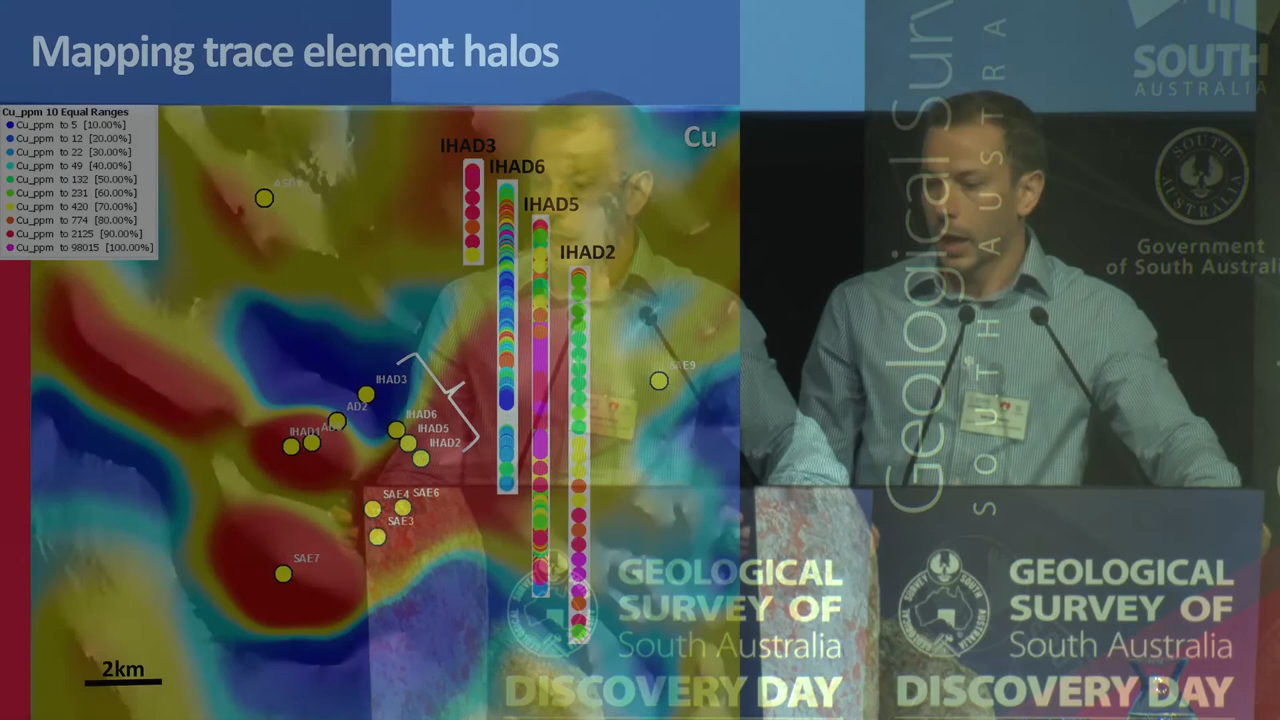 Mapping trace element halos
Cu_ppm 10 Equal Ranges
Cu_ppm to 5 [10.00%]
Cu_ppm to 12 [20.00%]
Cu_ppm to 22 [30.00%]
Cu_ppm to 49 [40.00%]
Cu_ppm to 132 [50.00%]
Cu_ppm to 231 [60.00%]
Cu_ppm to 420 [70.00%]
Cu_ppm to 774 [80.00%]
Cu_ppm to 2125 [90.00%]
Cu_ppm to 98015 [100.00%]
Cu
IHAD3
IHAD6
IHAD5
IHAD2
IHAD3
AD2
IHAD1
IHAD6
IHAD5
IHAD2
SAE4
SAE6
SAE3
SAE7
2km
Geological Surv
SOUTH AUSTRA
SOUTH
AUSTRALIA
SOUTH
AUSTRALIA
Government
of South Australi
GEOLOGICAL
SURVEY OF
South Australia
DISCOVERY DAY
GEOLOGICAL
SURVEY OF
South Australia
DISCOVERY DAY